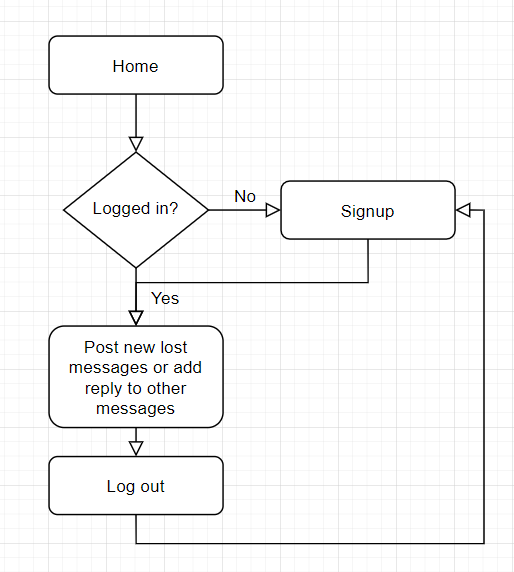 Home
Logged in?
No
Signup
Yes
Post new lost
messages or add
reply to other
messages
Log out